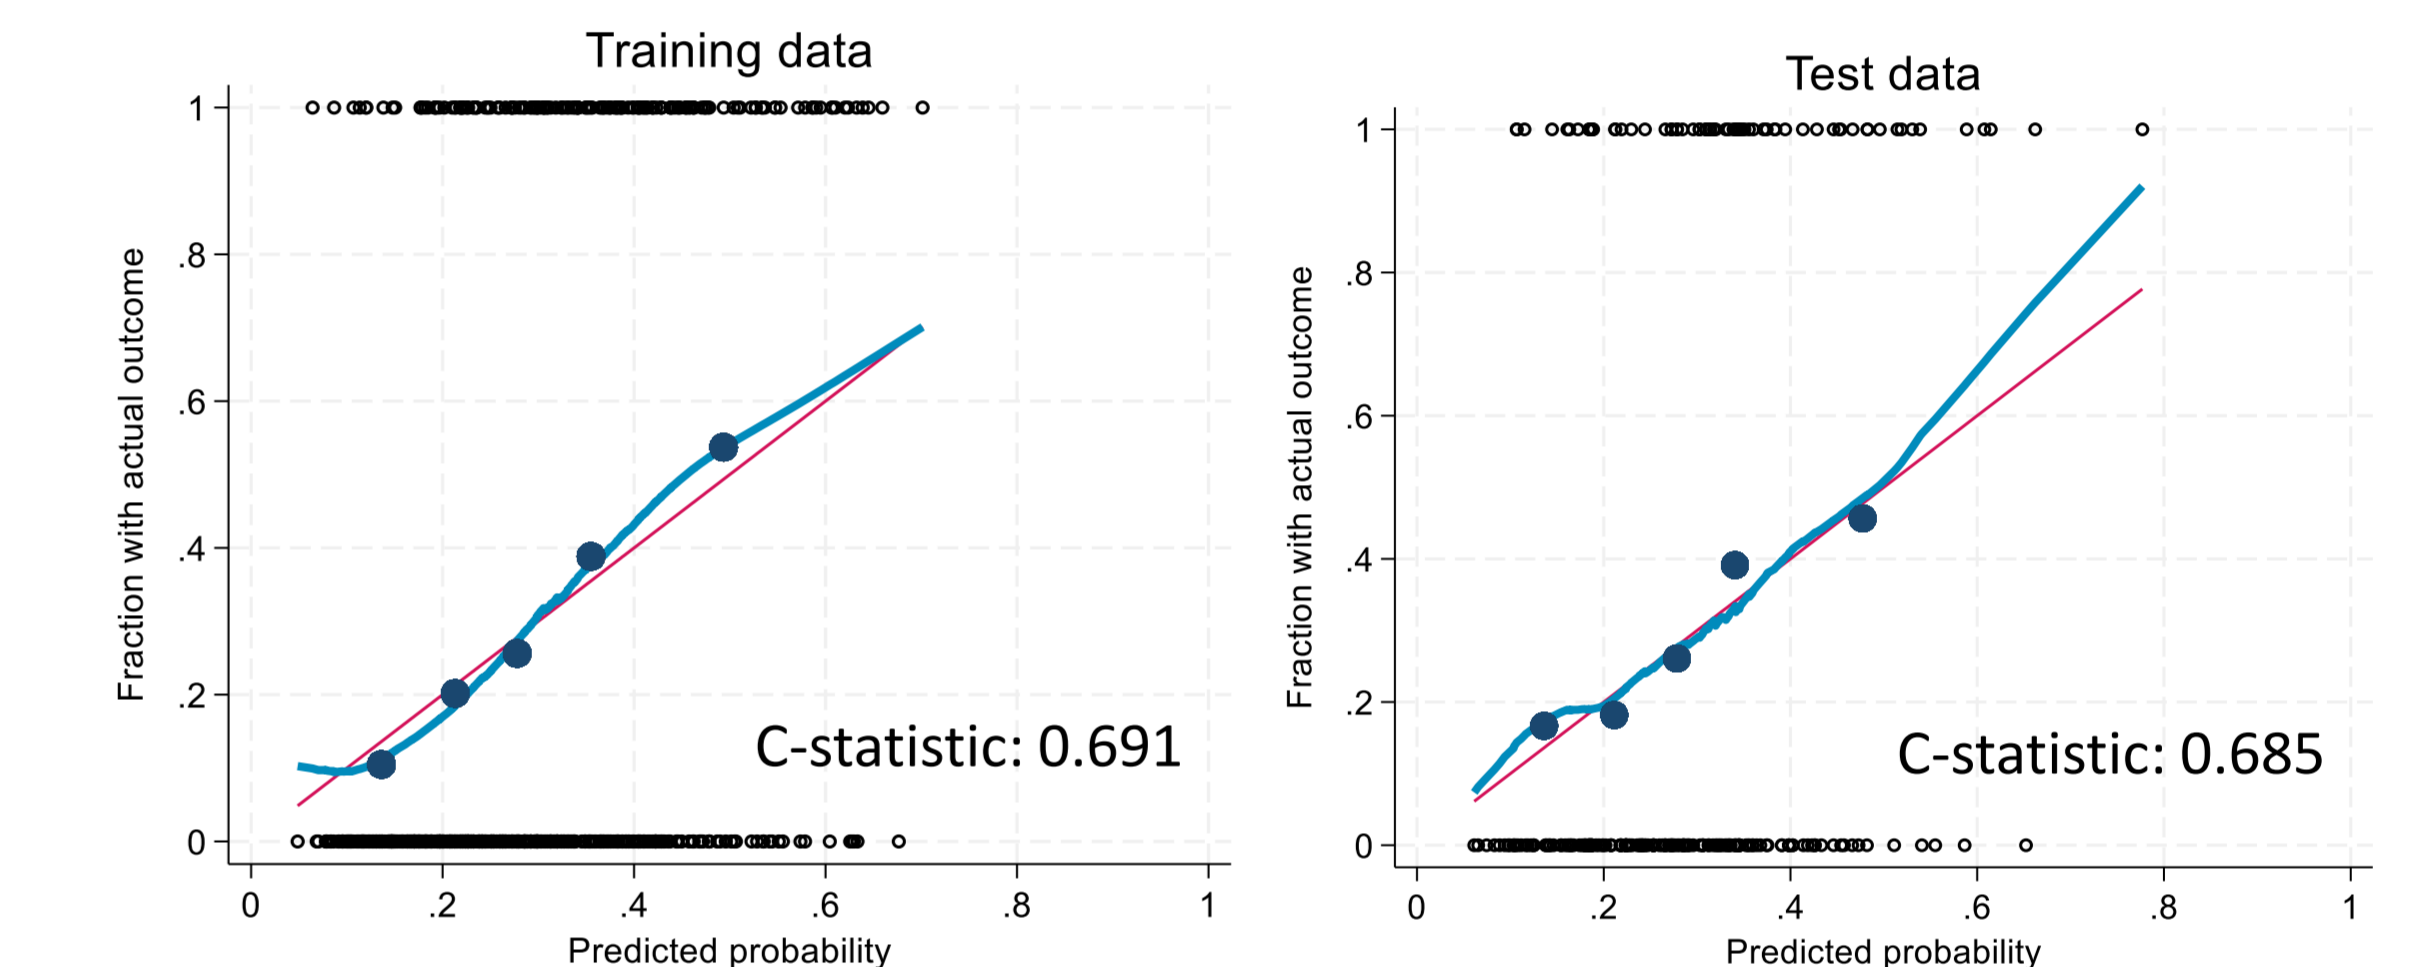 Training data
Fraction with actual outcome
1
.8
.6
.4
.2
0
C-statistic: 0.691
0 .2 .4 .6 .8 1
Predicted probability
Test data
Fraction with actual outcome
1
.8
.6
.4
.2
0
C-statistic: 0.685
0 .2 .4 .6 .8 1
Predicted probability